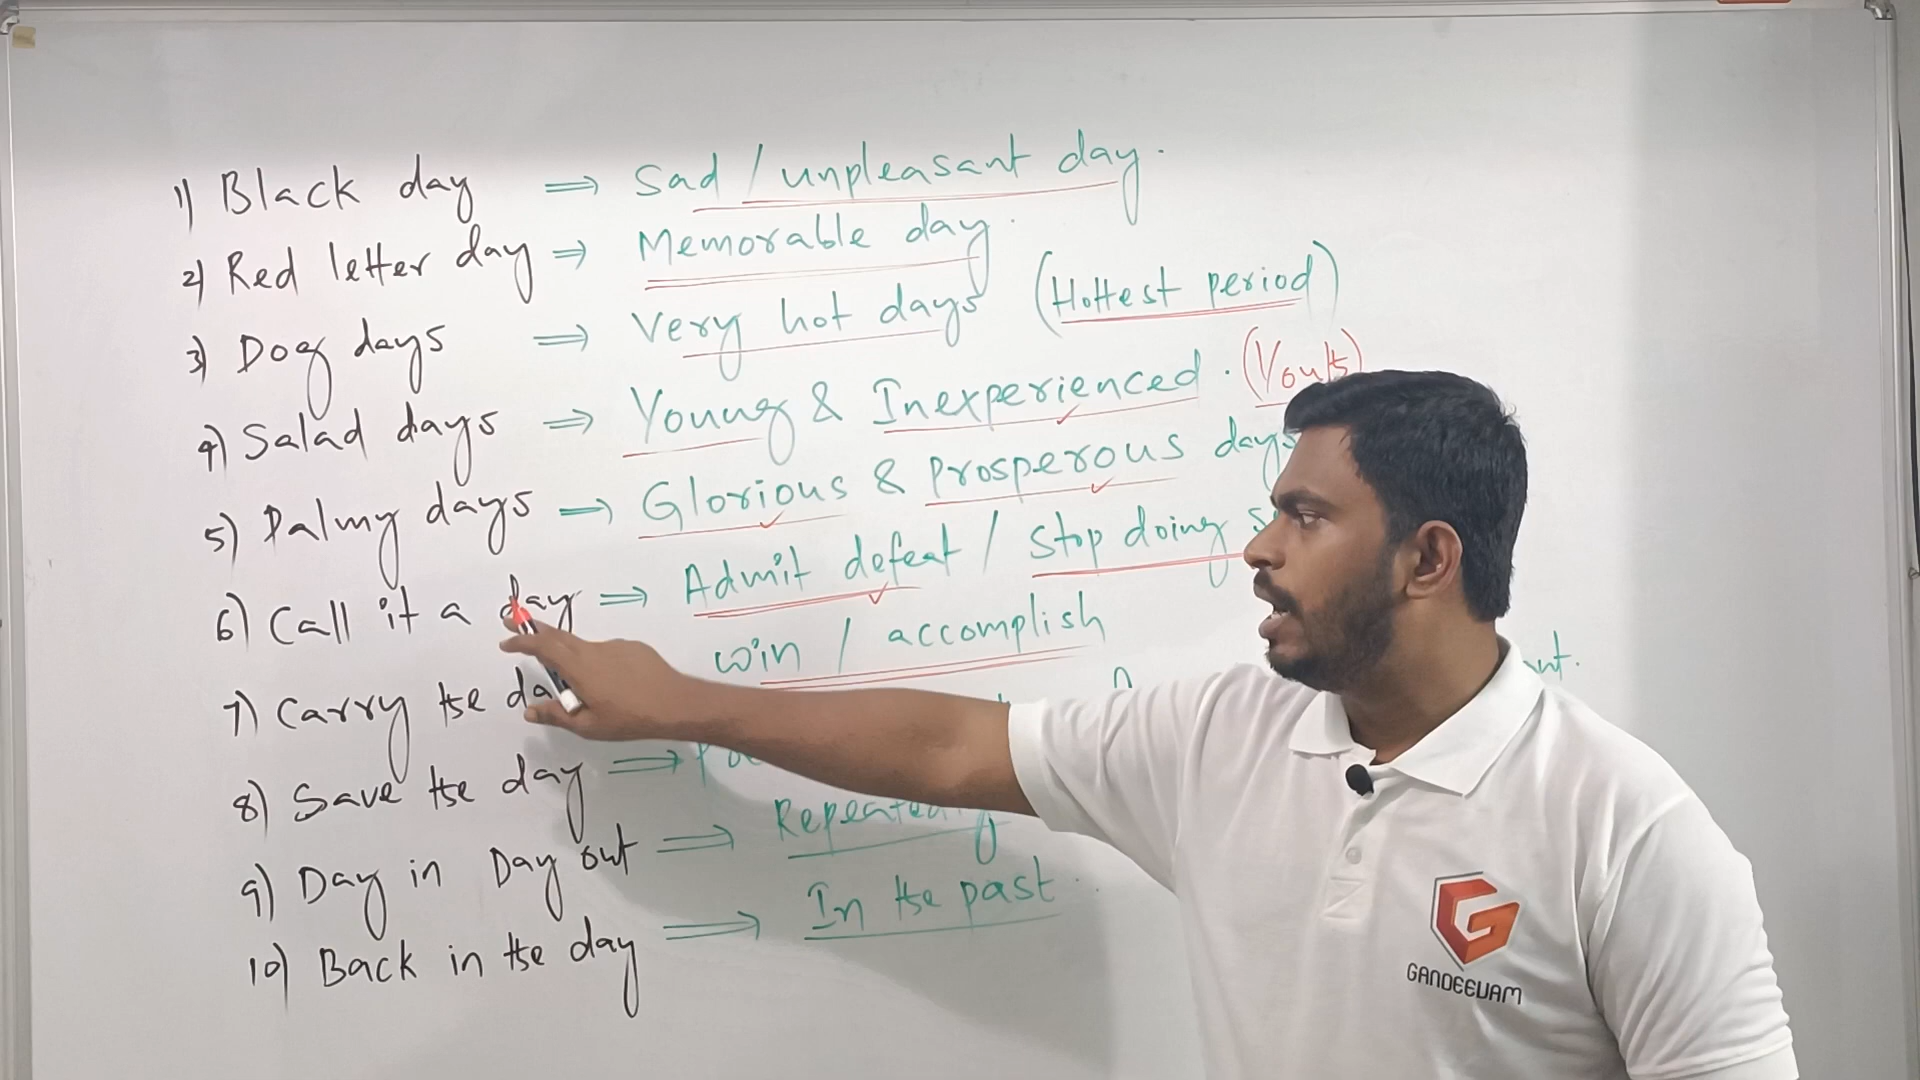 1) Black day ⇒ Sad / unpleasant day.
2) Red letter day ⇒ Memorable day.
3) Dog days ⇒ Very hot days (Hottest period)
4) Salad days ⇒ Young & Inexperienced. (Youth)
5) Palmy days ⇒ Glorious & prosperous days
6) Call it a day ⇒ Admit defeat / stop doing
7) Carry the day win / accomplish
8) Save the day ⇒
9) Day in Day out ⇒ Repeatedly
10) Back in the day ⇒ In the past.
GANDEEVAM